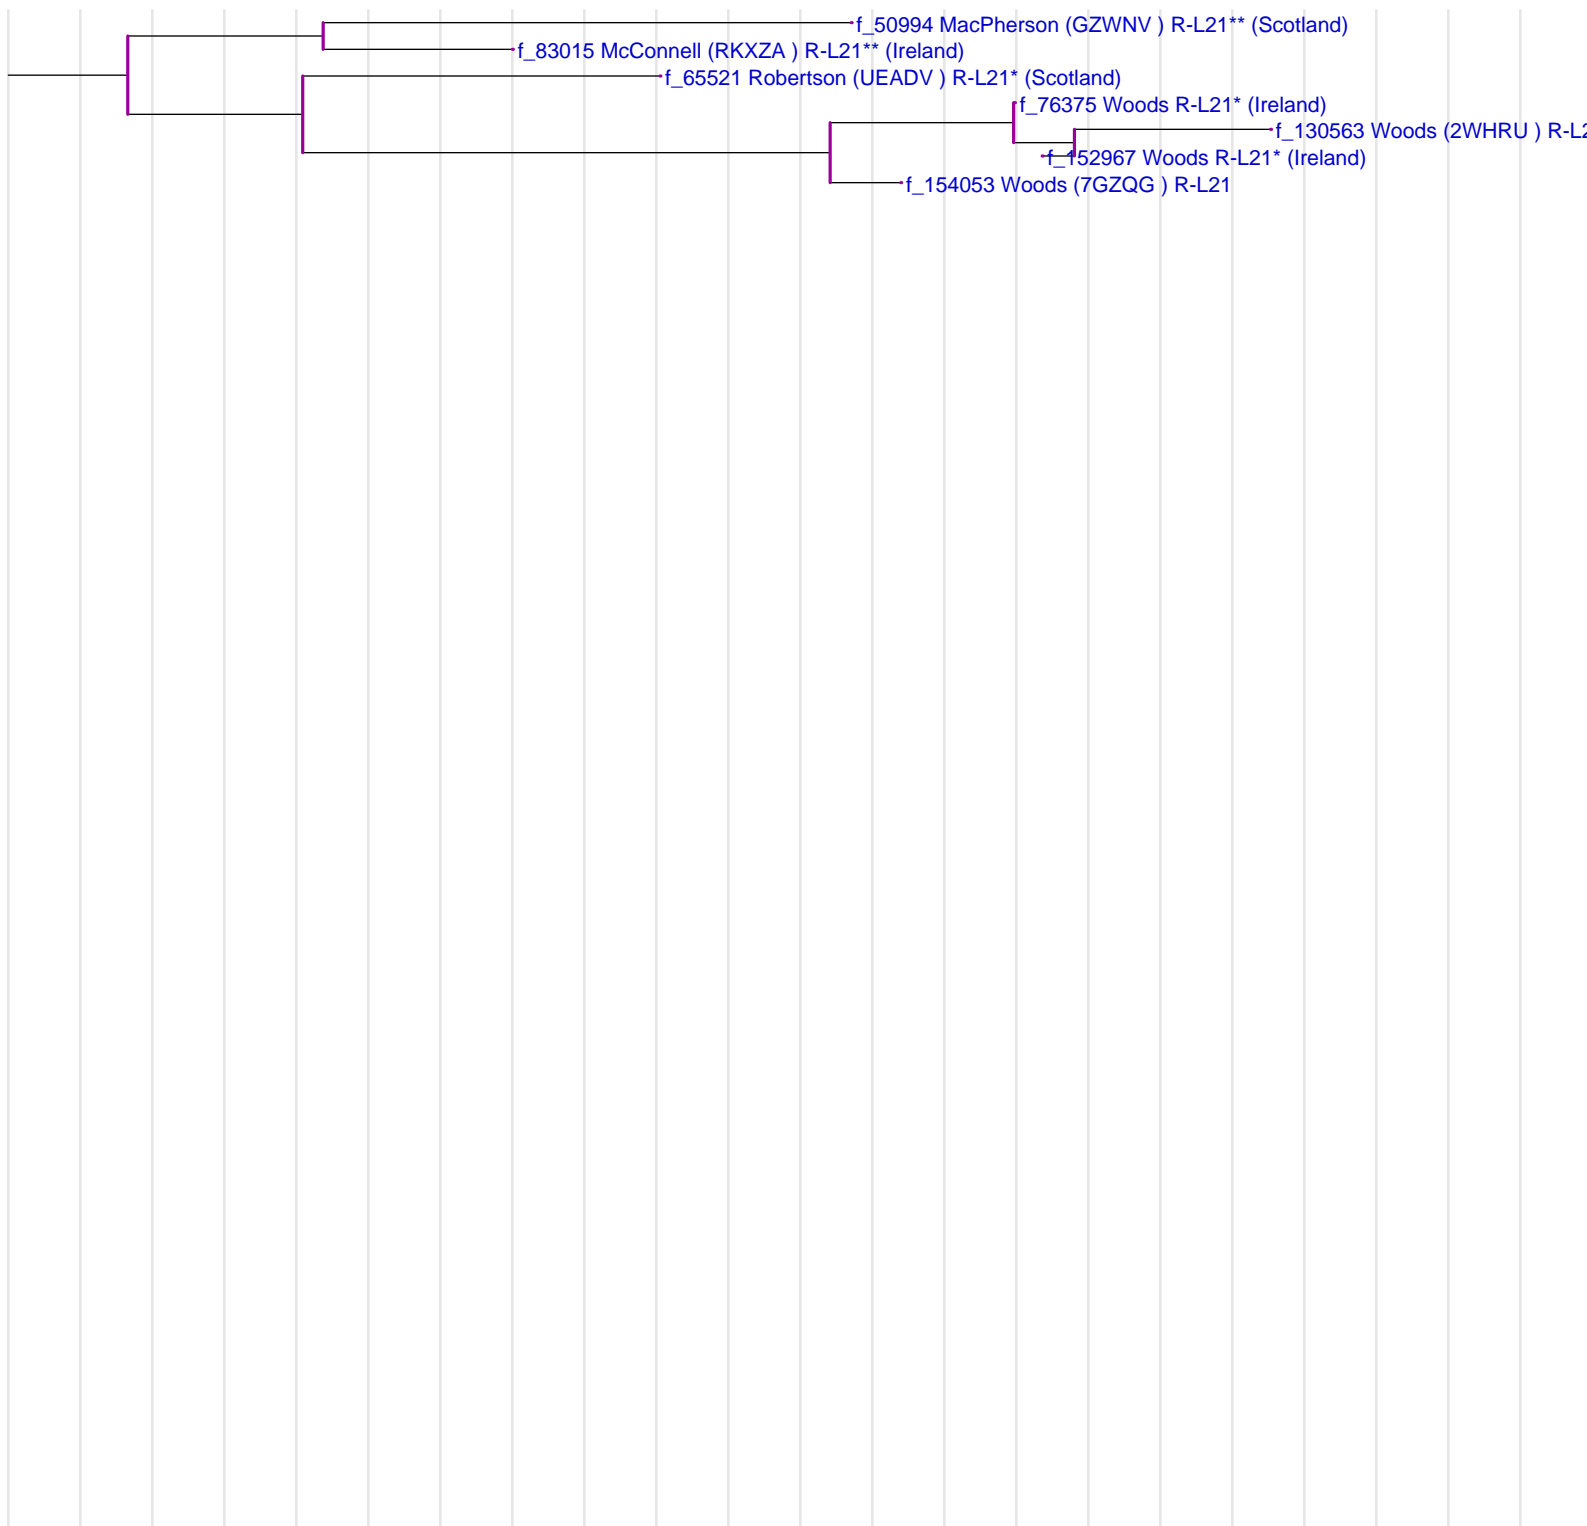 f_50994 MacPherson (GZWNV ) R-L21** (Scotland)
f_83015 McConnell (RKXZA ) R-L21** (Ireland)
f_65521 Robertson (UEADV ) R-L21* (Scotland)
f_76375 Woods R-L21* (Ireland)
f_130563 Woods (2WHRU ) R-L2
f_152967 Woods R-L21* (Ireland)
f_154053 Woods (7GZQG ) R-L21